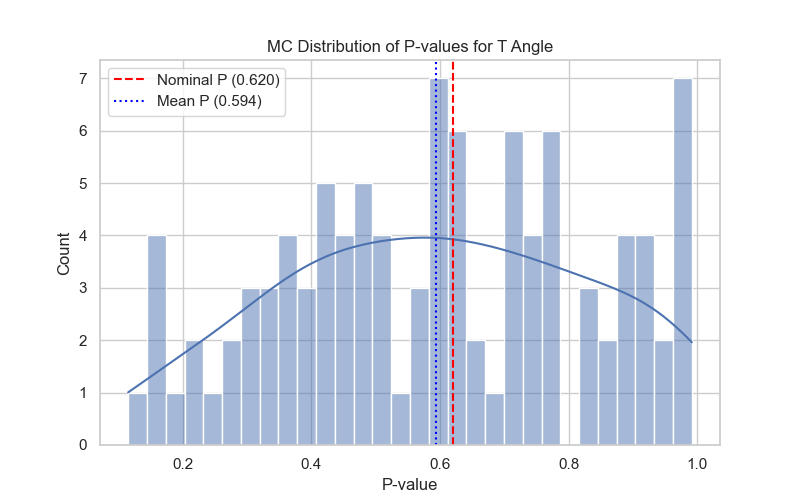 MC Distribution of P-values for T Angle
Nominal P (0.620)
Mean P (0.594)
7
6
5
4
3
2
1
0
Count
0.2 0.4 0.6 0.8 1.0
P-value